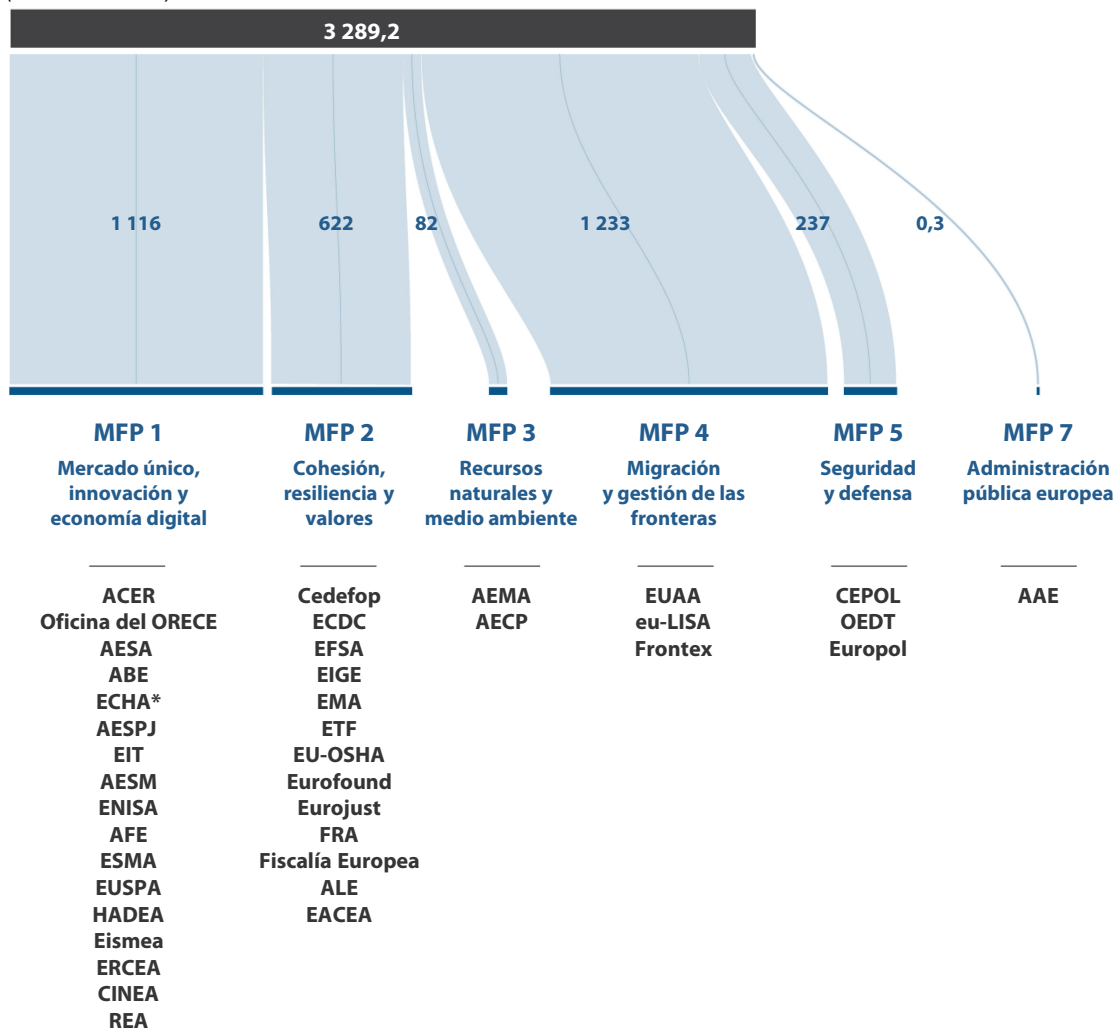 3 289,2
1 116
622
82
1 233
237
0,3
MFP 1
Mercado único,
innovación y
economía digital
ACER
Oficina del ORECE
AESA
ABE
ECHA*
AESPJ
EIT
AESM
ENISA
AFE
ESMA
EUSPA
HADEA
Eismea
ERCEA
CINEA
REA
MFP 2
Cohesión,
resiliencia y
valores
Cedefop
ECDC
EFSA
EIGE
EMA
ETF
EU-OSHA
Eurofound
Eurojust
FRA
Fiscalía Europea
ALE
EACEA
MFP 3
Recursos
naturales y
medio ambiente
AEMA
AECP
MFP 4
Migración
y gestión de las
fronteras
EUAA
eu-LISA
Frontex
MFP 5
Seguridad
y defensa
CEPOL
OEDT
Europol
MFP 7
Administración
pública europea
AAE